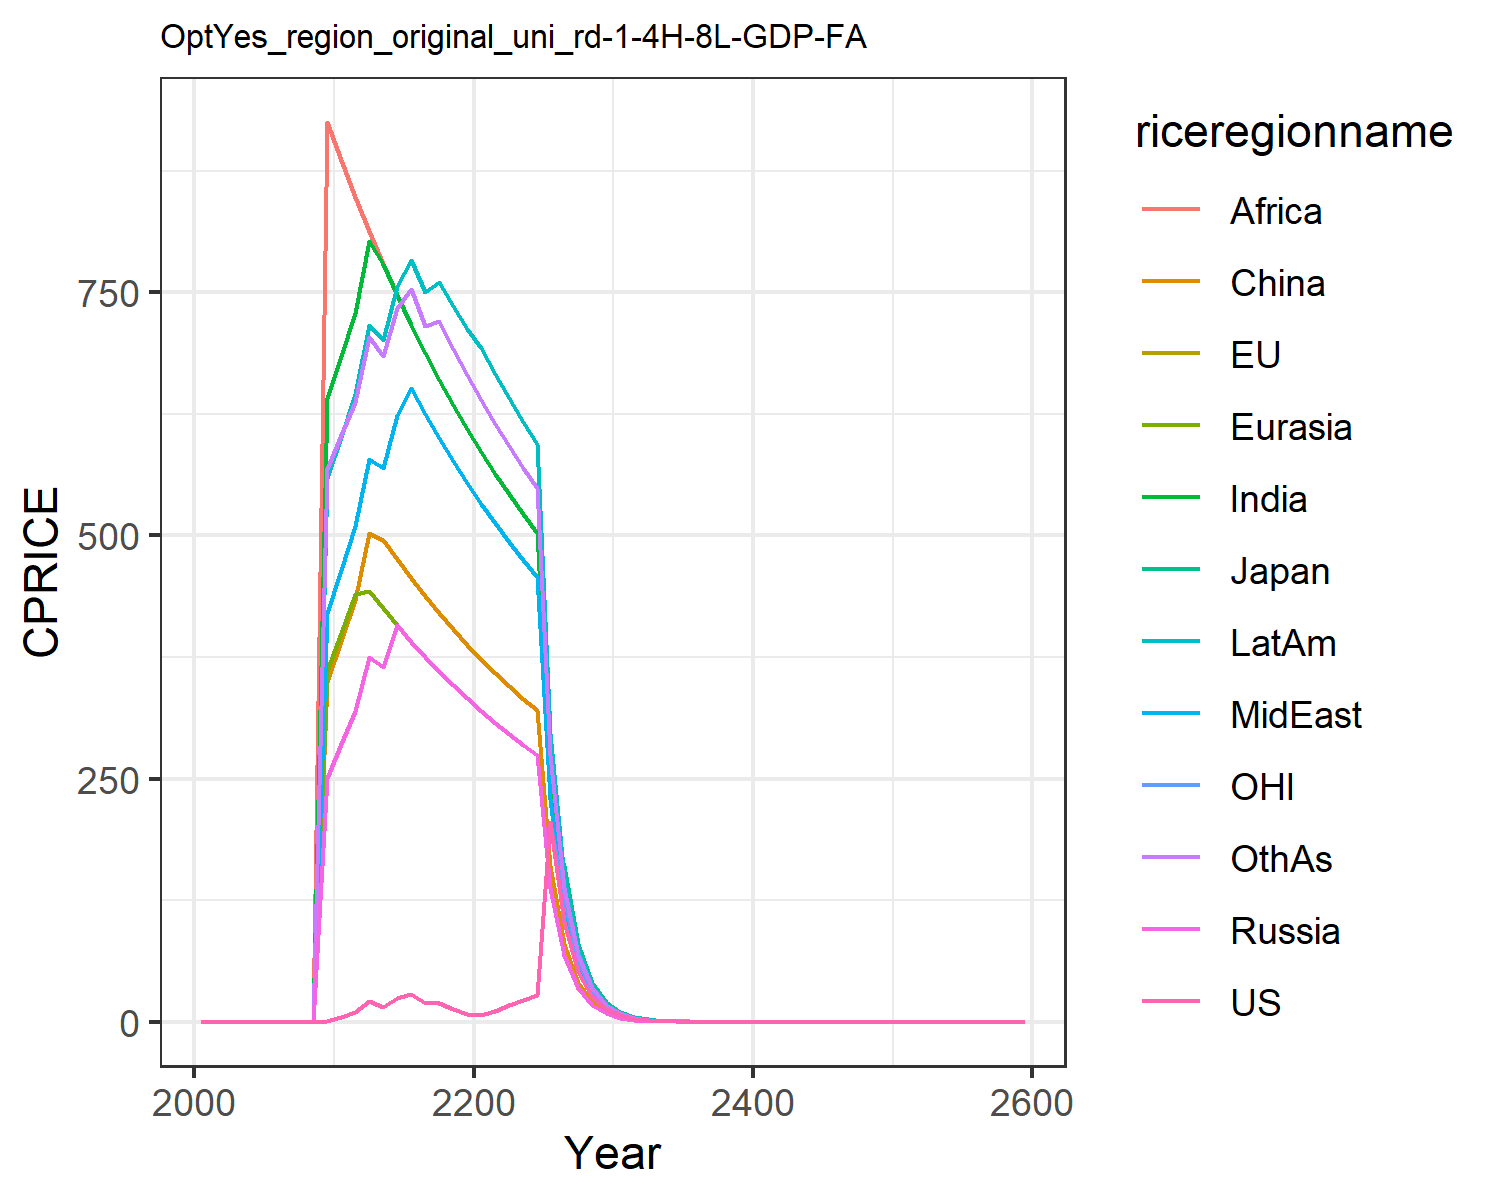 OptYes_region_original_uni_rd-1-4H-8L-GDP-FA
CPRICE
750
500
250
0
2000
2200
2400
2600
Year
riceregionname
Africa
China
EU
Eurasia
India
Japan
LatAm
MidEast
OHI
OthAs
Russia
US